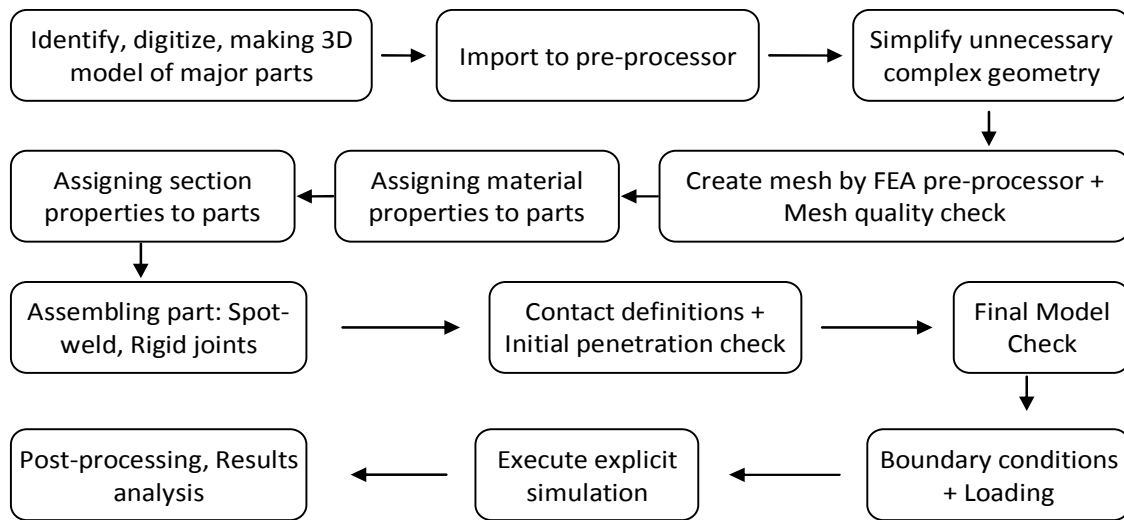 Identify, digitize, making 3D
model of major parts
Import to pre-processor
Simplify unnecessary
complex geometry
Create mesh by FEA pre-processor +
Mesh quality check
Assigning material
properties to parts
Assigning section
properties to parts
Assembling part: Spot-
weld, Rigid joints
Contact definitions +
Initial penetration check
Final Model
Check
Boundary conditions
+ Loading
Execute explicit
simulation
Post-processing, Results
analysis